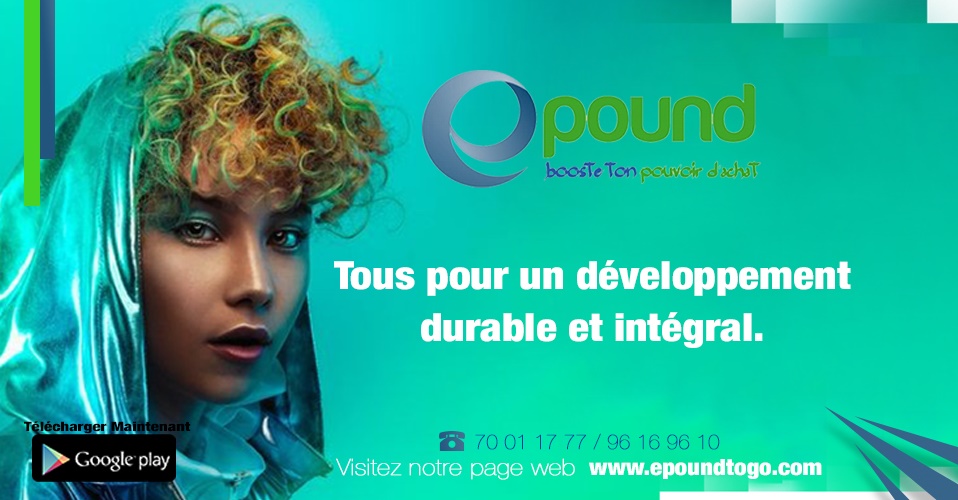 epound
boosTe Ton pouvoir d'achaT
Tous pour un développement
durable et intégral.
Télécharger Maintenant
Google play
70 01 17 77 / 96 16 96 10
Visitez notre page web www.epoundtogo.com